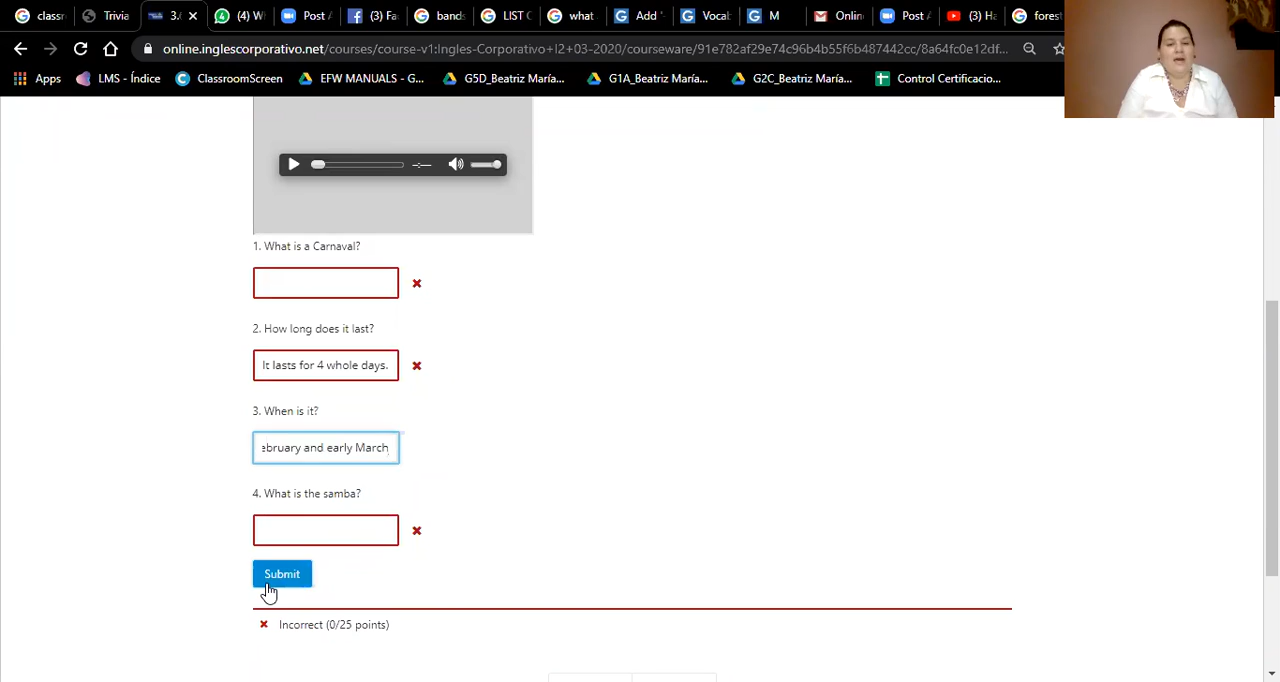 classr
Trivia
3.
(4) W
Post A
(3) Fa
bands
LIST C
what
Add '
Vocab
M
Onlin
Post A
(3) Ha
forest
online.inglescorporativo.net/courses/course-v1:Ingles-Corporativo+I2+03-2020/courseware/91e782af29e74c96b4b55f6b487442cc/8a64fc0e12df...
Apps
LMS - Índice
ClassroomScreen
EFW MANUALS - G...
G5D_Beatriz María...
G1A_Beatriz María...
G2C_Beatriz María...
Control Certificacio...
1. What is a Carnaval?
2. How long does it last?
It lasts for 4 whole days.
3. When is it?
ebruary and early March
4. What is the samba?
Submit
Incorrect (0/25 points)